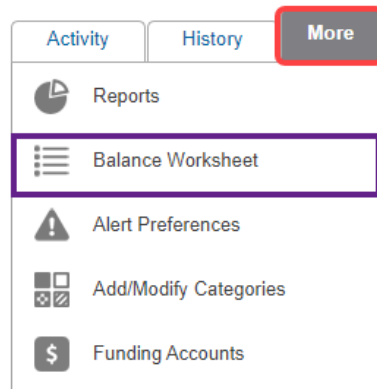 Activity History More
Reports
Balance Worksheet
Alert Preferences
Add/Modify Categories
$ Funding Accounts